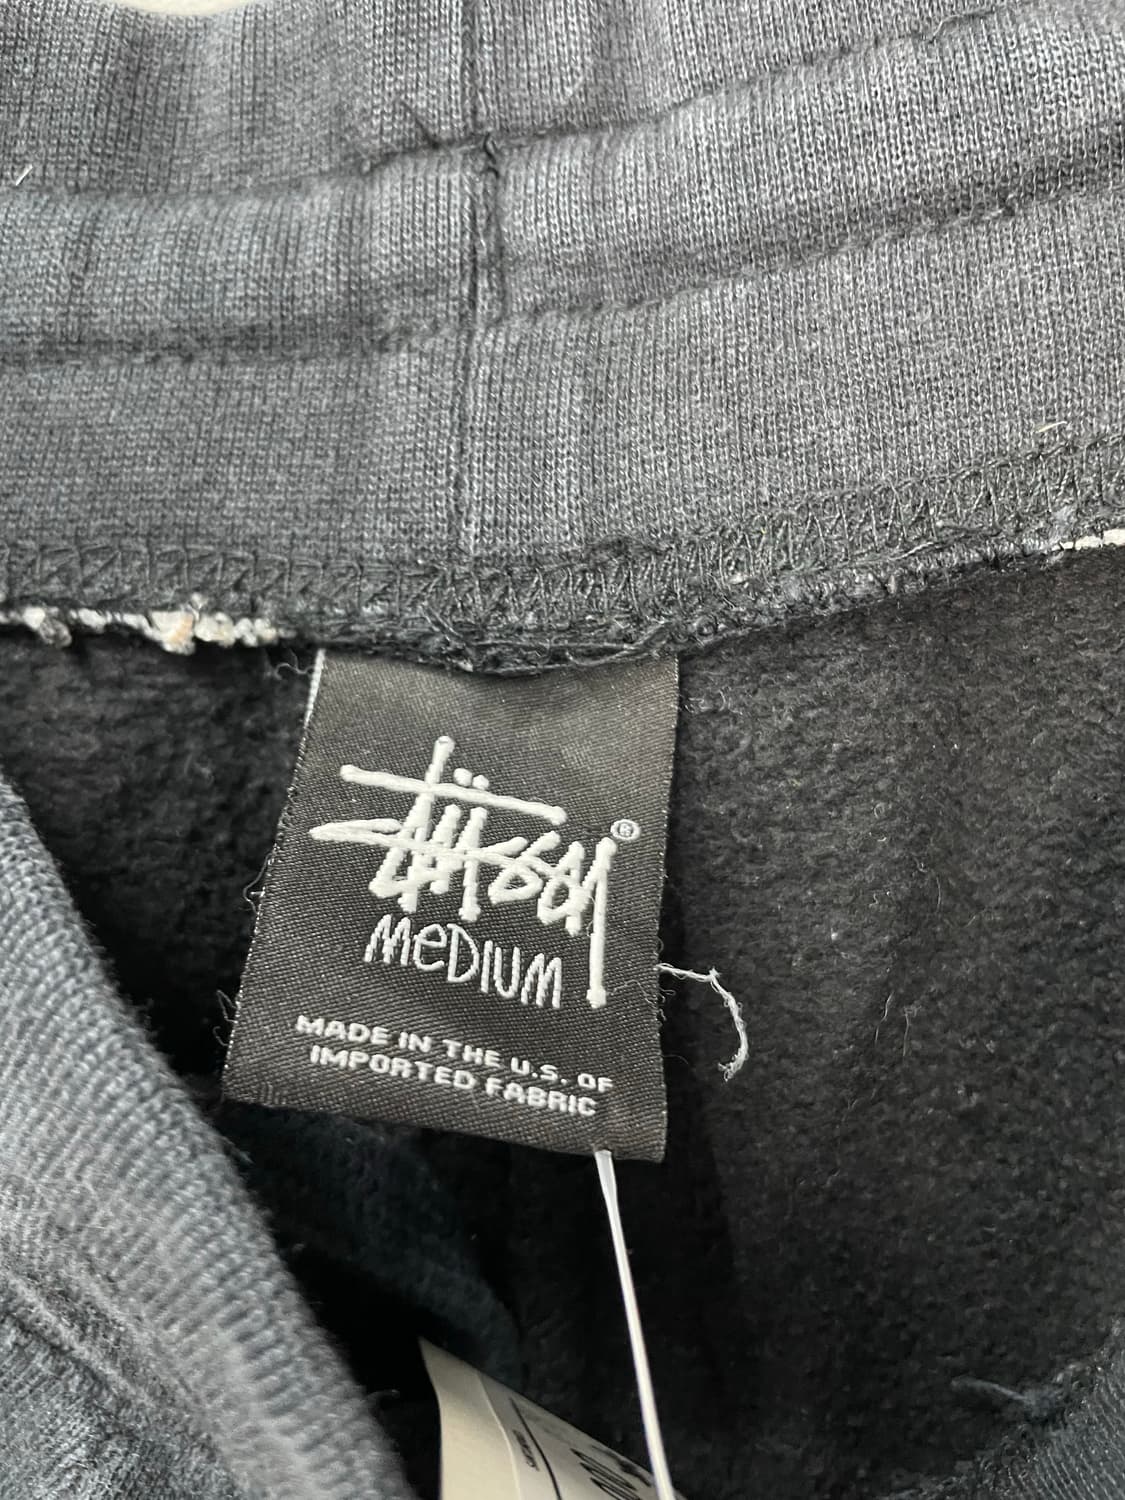 Stüssy®
MeDIUM
MADE IN THE U.S. OF
IMPORTED FABRIC